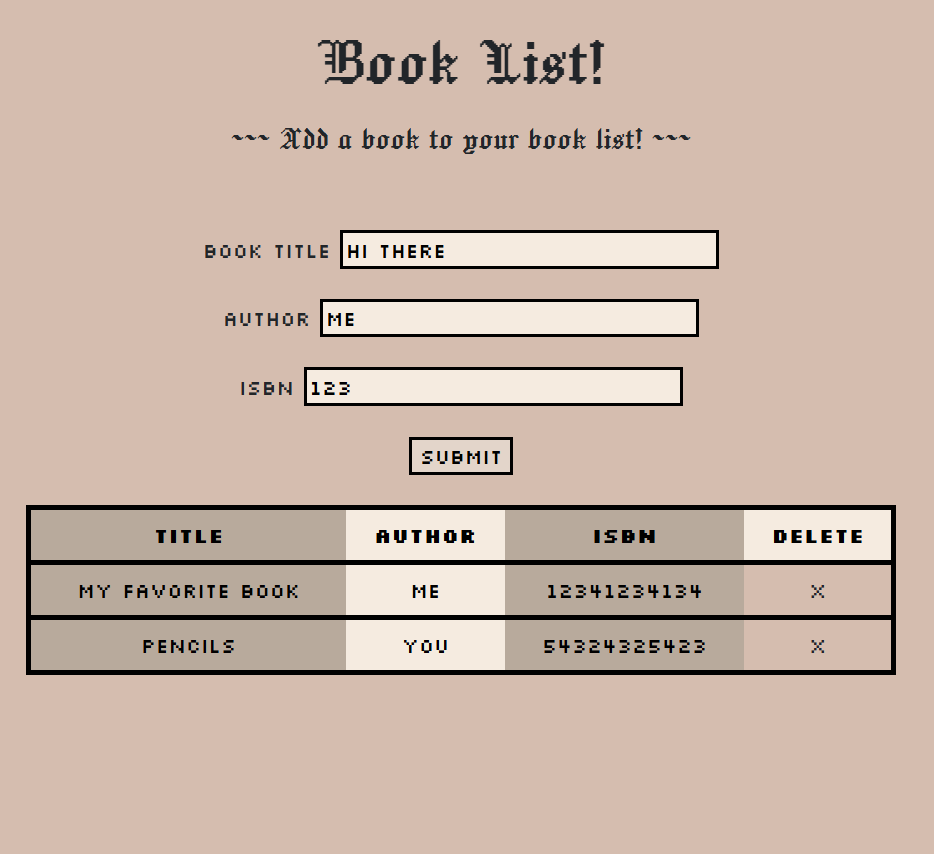 Book List!
~~~ Add a book to your book list! ~~~
BOOK TITLE HI THERE
AUTHOR ME
ISBN 123
SUBMIT
TITLE AUTHOR ISBN DELETE
MY FAVORITE BOOK ME 12341234134 X
PENCILS YOU 54324325423 X